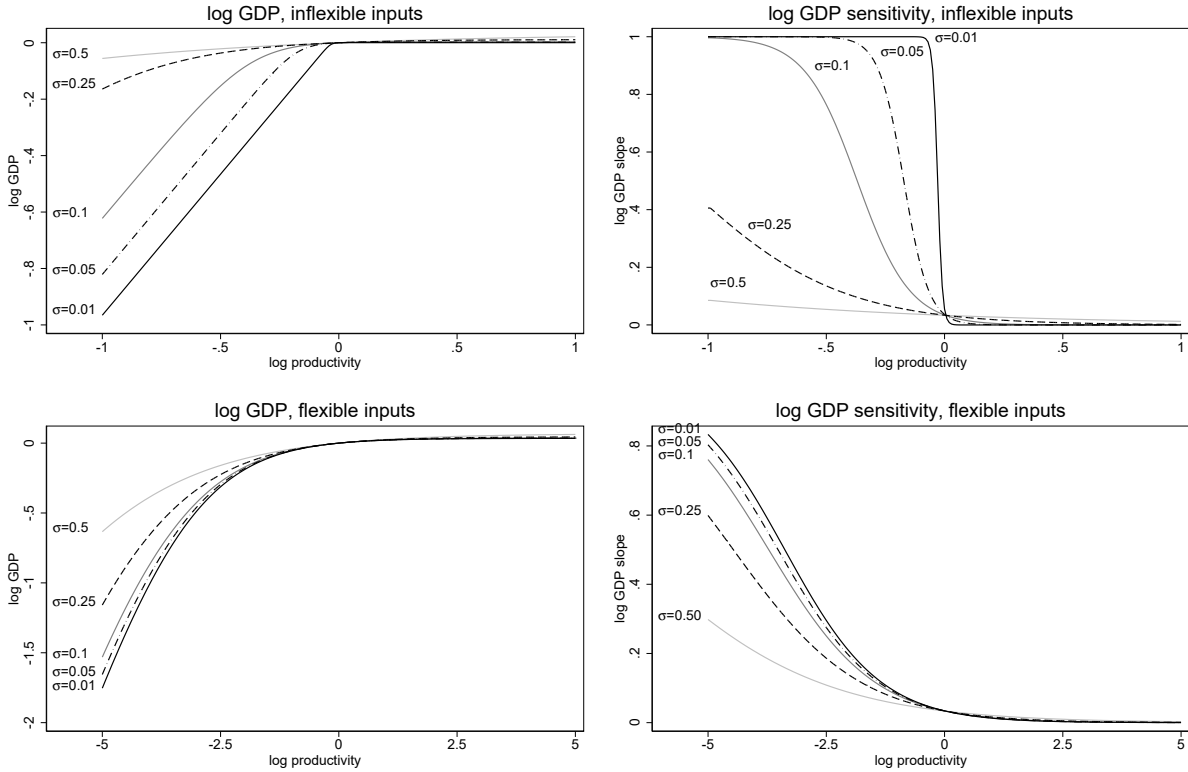 log GDP, inflexible inputs
log GDP
0
-.2
-.4
-.6
-.8
-1
σ=0.5
σ=0.25
σ=0.1
σ=0.05
σ=0.01
-1
-.5
0
.5
1
log productivity
log GDP sensitivity, inflexible inputs
log GDP slope
1
.8
.6
.4
.2
0
σ=0.01
σ=0.05
σ=0.1
σ=0.25
σ=0.5
-1
-.5
0
.5
1
log productivity
log GDP, flexible inputs
log GDP
0
-.5
-1
-1.5
-2
σ=0.5
σ=0.25
σ=0.1
σ=0.05
σ=0.01
-5
-2.5
0
2.5
5
log productivity
log GDP sensitivity, flexible inputs
log GDP slope
.8
.6
.4
.2
0
σ=0.01
σ=0.05
σ=0.1
σ=0.25
σ=0.50
-5
-2.5
0
2.5
5
log productivity